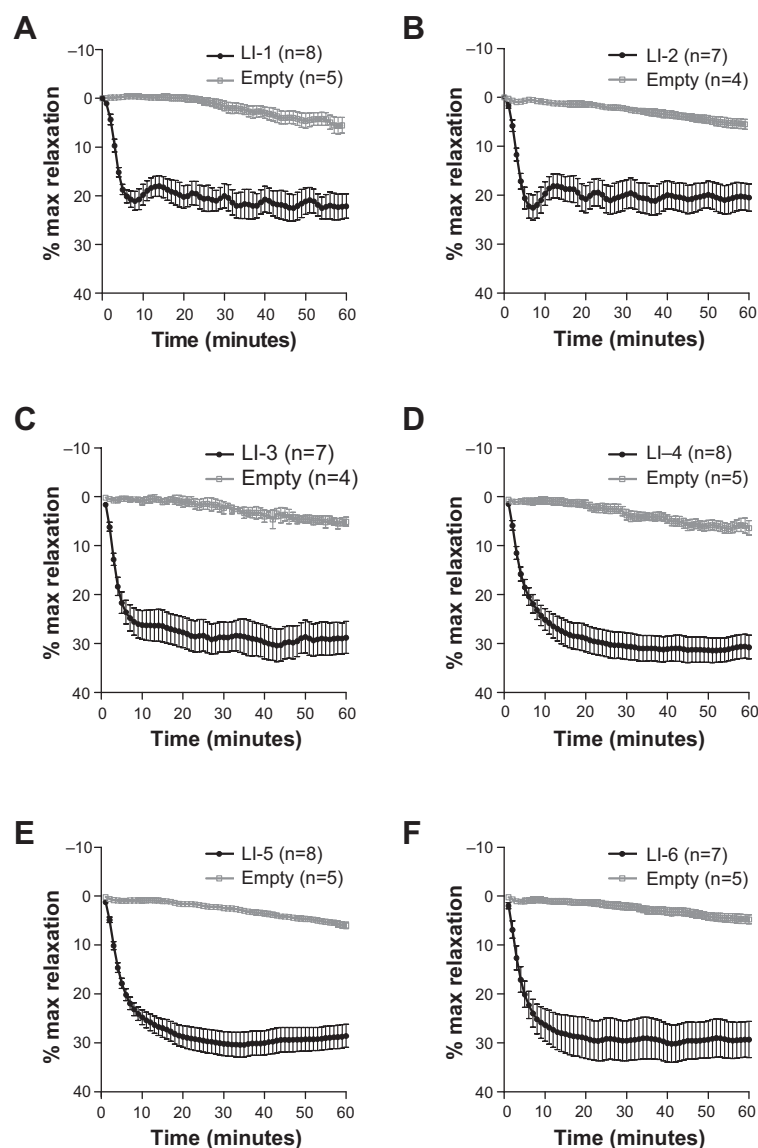 A
LI-1 (n=8)
Empty (n=5)
% max relaxation
–10
0
10
20
30
40
0 10 20 30 40 50 60
Time (minutes)
B
LI-2 (n=7)
Empty (n=4)
% max relaxation
–10
0
10
20
30
40
0 10 20 30 40 50 60
Time (minutes)
C
LI-3 (n=7)
Empty (n=4)
% max relaxation
–10
0
10
20
30
40
0 10 20 30 40 50 60
Time (minutes)
D
LI–4 (n=8)
Empty (n=5)
% max relaxation
–10
0
10
20
30
40
0 10 20 30 40 50 60
Time (minutes)
E
LI-5 (n=8)
Empty (n=5)
% max relaxation
–10
0
10
20
30
40
0 10 20 30 40 50 60
Time (minutes)
F
LI-6 (n=7)
Empty (n=5)
% max relaxation
–10
0
10
20
30
40
0 10 20 30 40 50 60
Time (minutes)